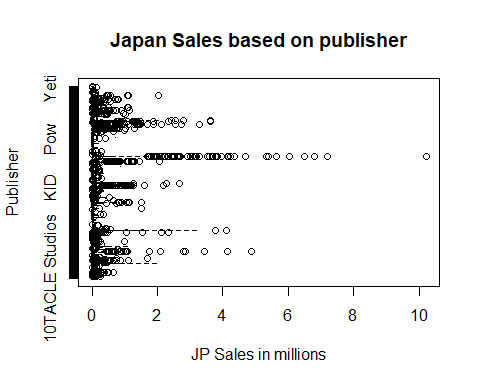 Japan Sales based on publisher
Publisher
Yeti
Pow
KID
10TACLE Studios
0 2 4 6 8 10
JP Sales in millions